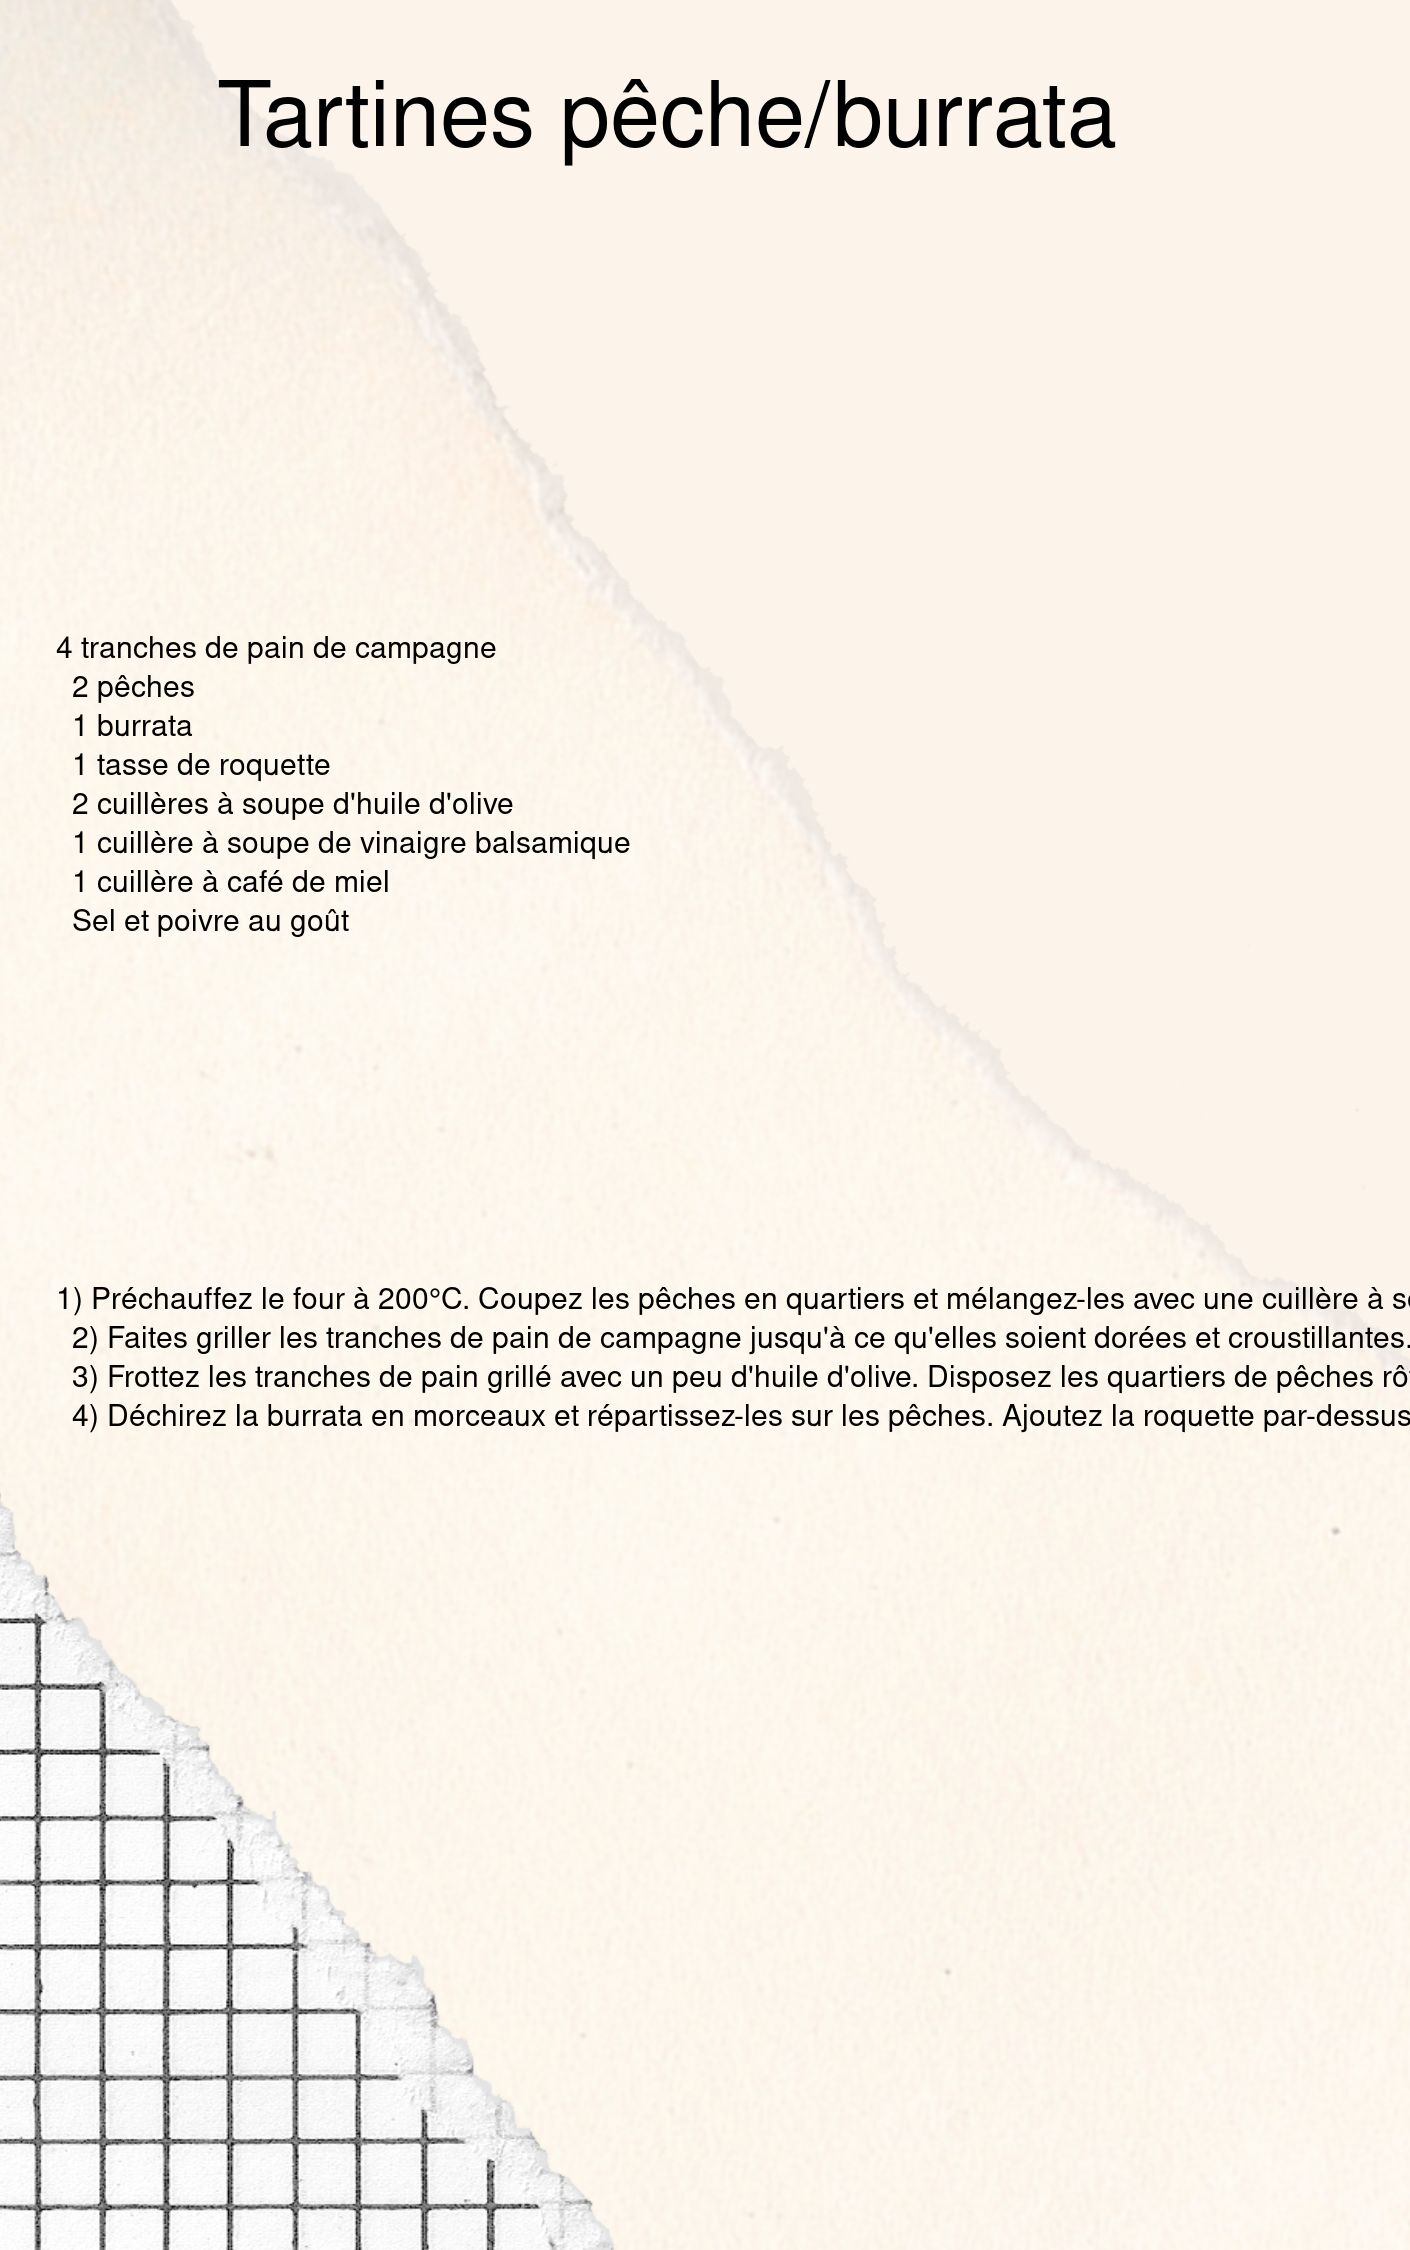 Tartines pêche/burrata
4 tranches de pain de campagne
2 pêches
1 burrata
1 tasse de roquette
2 cuillères à soupe d'huile d'olive
1 cuillère à soupe de vinaigre balsamique
1 cuillère à café de miel
Sel et poivre au goût
1) Préchauffez le four à 200°C. Coupez les pêches en quartiers et mélangez-les avec une cuillère à
2) Faites griller les tranches de pain de campagne jusqu'à ce qu'elles soient dorées et croustillantes.
3) Frottez les tranches de pain grillé avec un peu d'huile d'olive. Disposez les quartiers de pêches
4) Déchirez la burrata en morceaux et répartissez-les sur les pêches. Ajoutez la roquette par-dessus